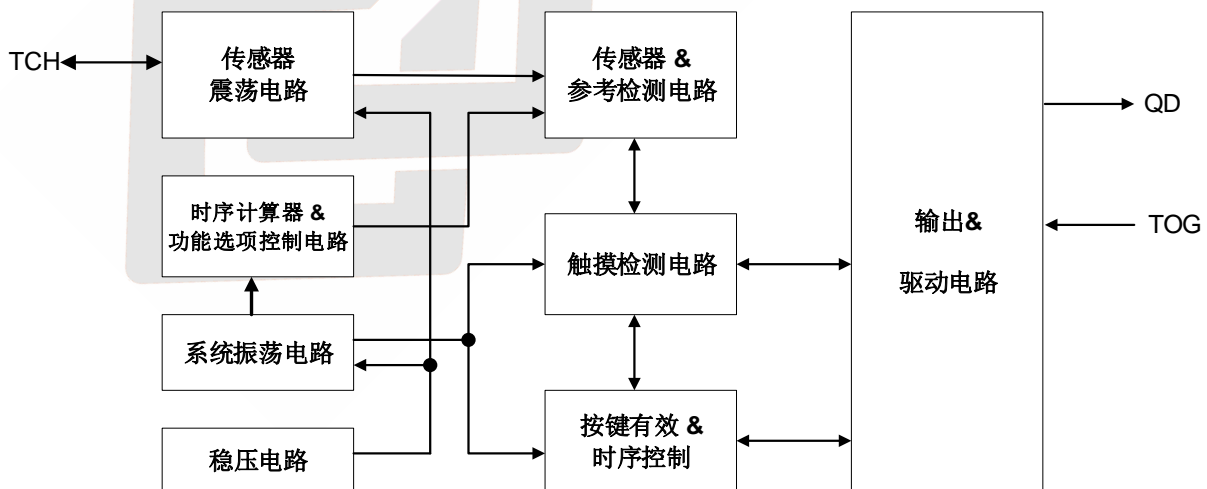 TCH
传感器
震荡电路
传感器 &
参考检测电路
QD
时序计算器 &
功能选项控制电路
触摸检测电路
输出&
驱动电路
TOG
系统振荡电路
按键有效 &
时序控制
稳压电路